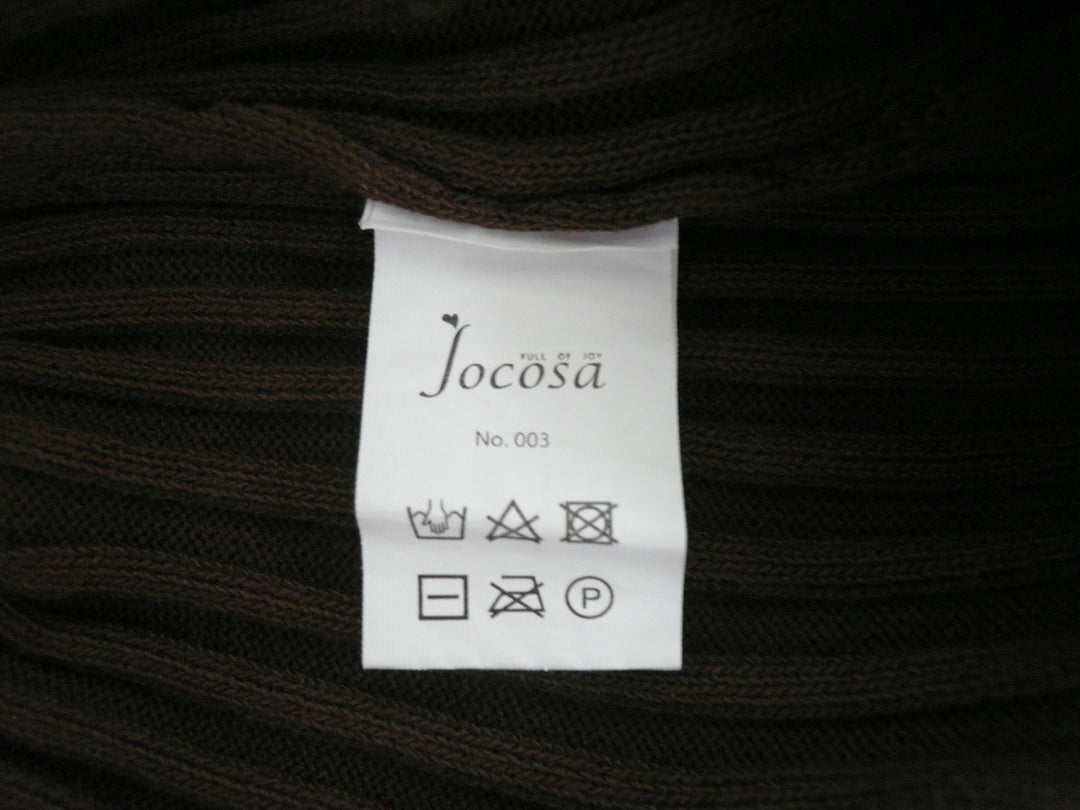 FULL OF JOY
Jocosa
No. 003
P